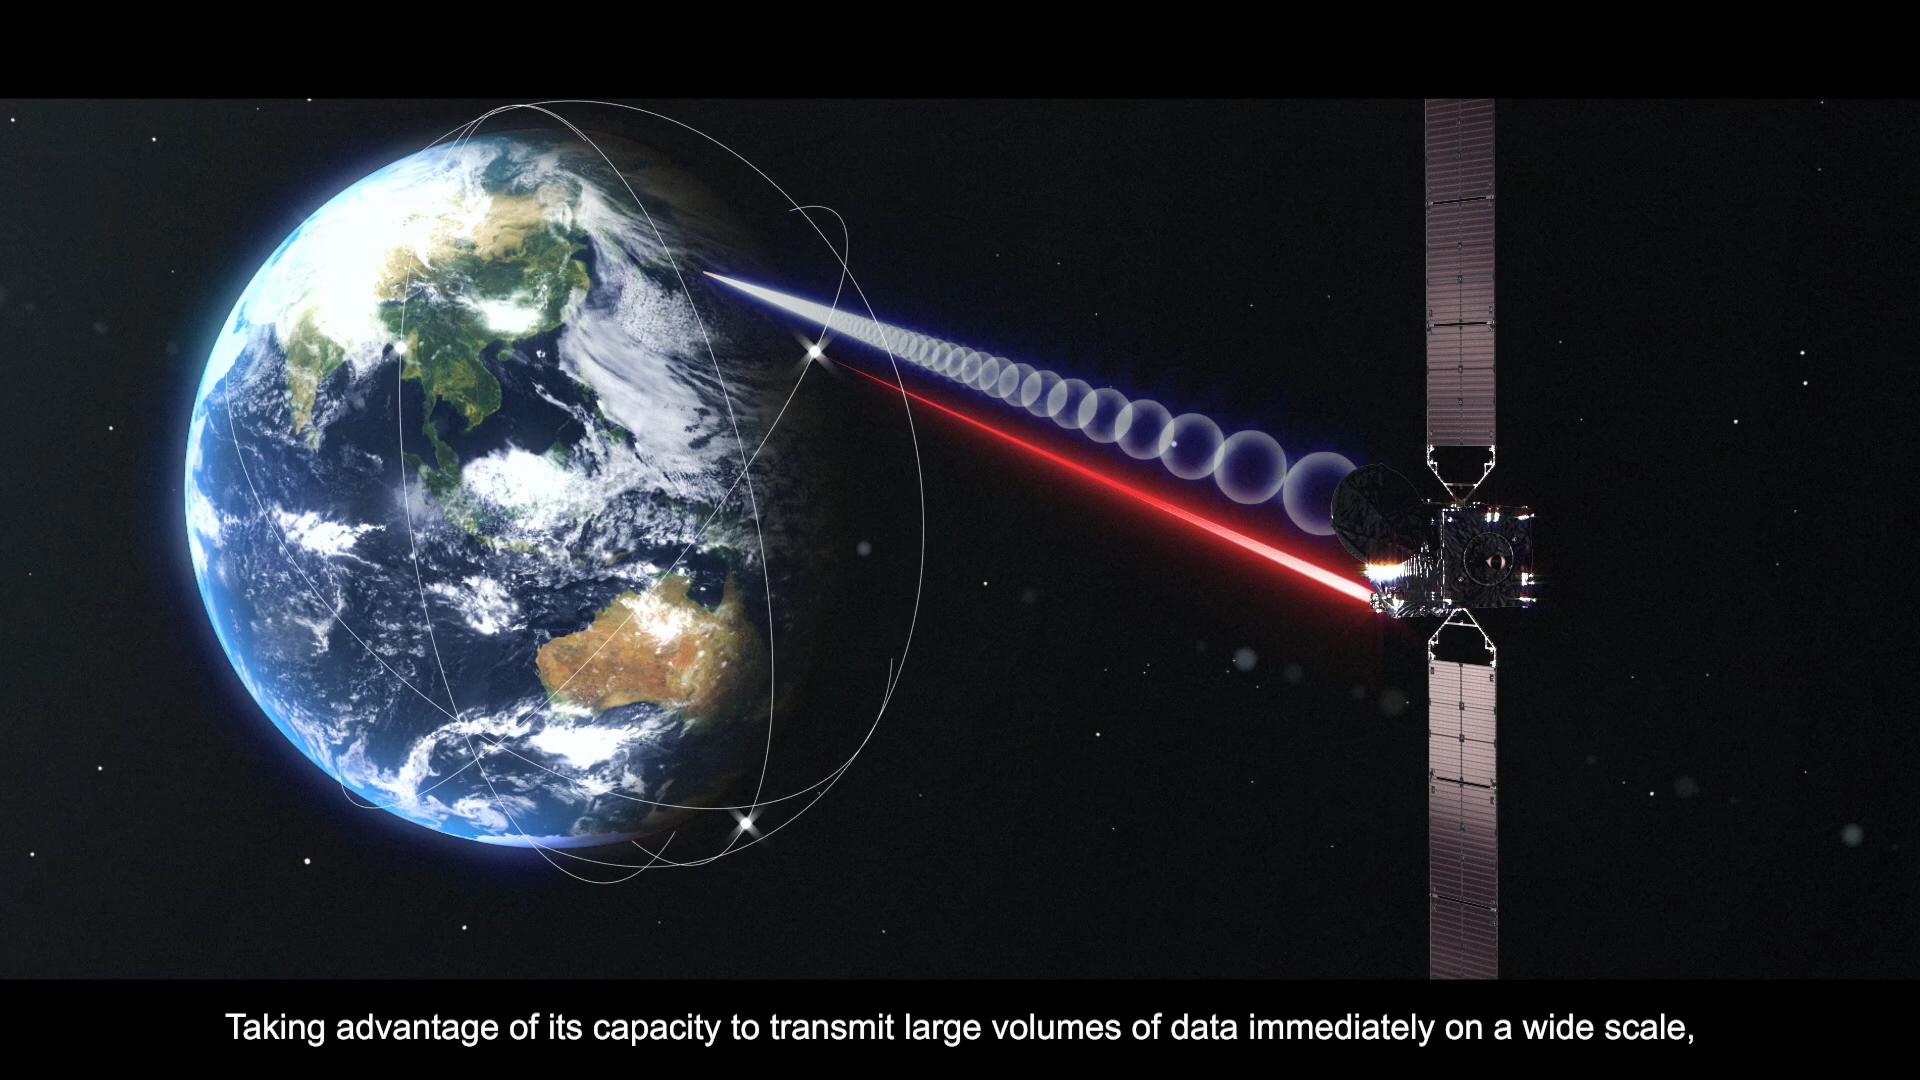 Taking advantage of its capacity to transmit large volumes of data immediately on a wide scale,